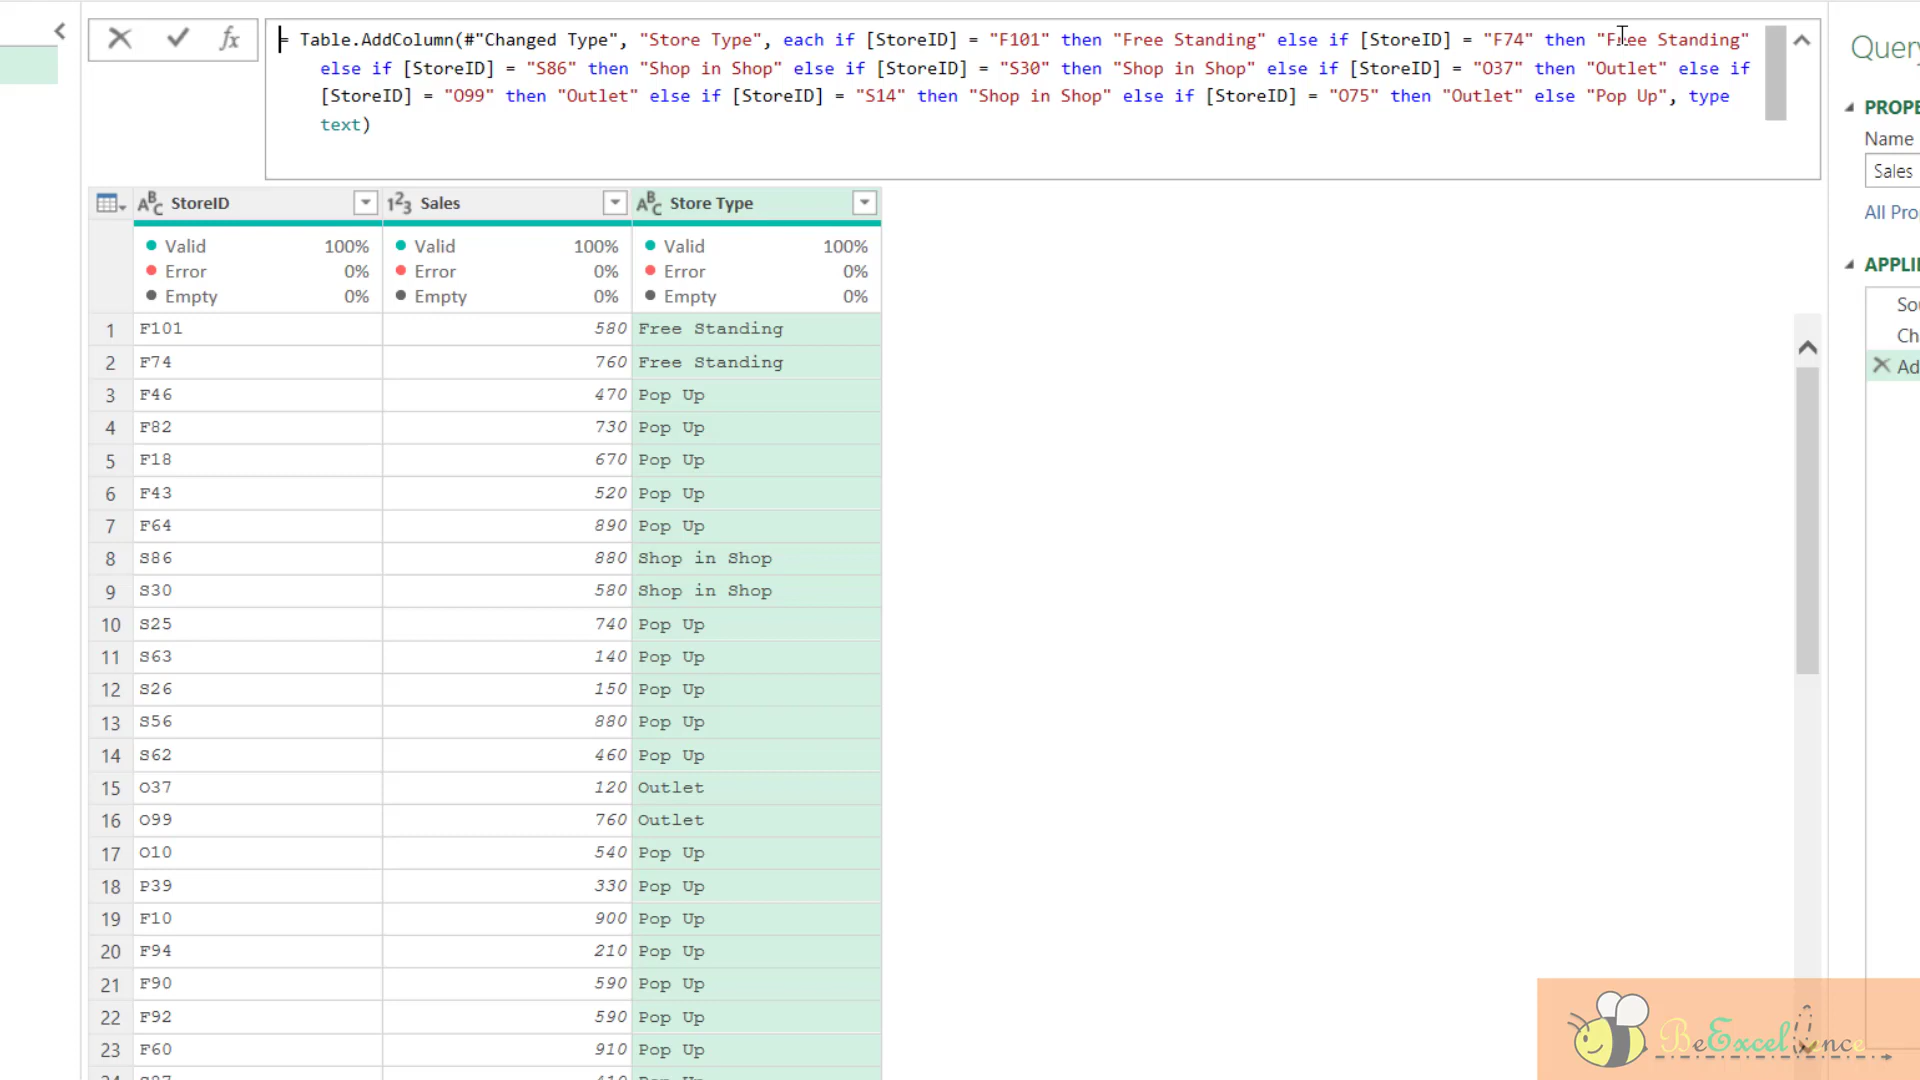 = Table.AddColumn(#"Changed Type", "Store Type", each if [StoreID] = "F101" then "Free Standing" else if [StoreID] = "F74" then "Free Standing"
else if [StoreID] = "S86" then "Shop in Shop" else if [StoreID] = "S30" then "Shop in Shop" else if [StoreID] = "O37" then "Outlet" else if
[StoreID] = "O99" then "Outlet" else if [StoreID] = "S14" then "Shop in Shop" else if [StoreID] = "O75" then "Outlet" else "Pop Up", type
text)
StoreID Sales Store Type
Valid 100% Valid 100% Valid 100%
Error 0% Error 0% Error 0%
Empty 0% Empty 0% Empty 0%
1 F101 580 Free Standing
2 F74 760 Free Standing
3 F46 470 Pop Up
4 F82 730 Pop Up
5 F18 670 Pop Up
6 F43 520 Pop Up
7 F64 890 Pop Up
8 S86 880 Shop in Shop
9 S30 580 Shop in Shop
10 S25 740 Pop Up
11 S63 140 Pop Up
12 S26 150 Pop Up
13 S56 880 Pop Up
14 S62 460 Pop Up
15 O37 120 Outlet
16 O99 760 Outlet
17 O10 540 Pop Up
18 P39 330 Pop Up
19 F10 900 Pop Up
20 F94 210 Pop Up
21 F90 590 Pop Up
22 F92 590 Pop Up
23 F60 910 Pop Up
Query
PROPE
Name
Sales
All Pro
APPLI
Sou
Ch
Ad
BeExcellence